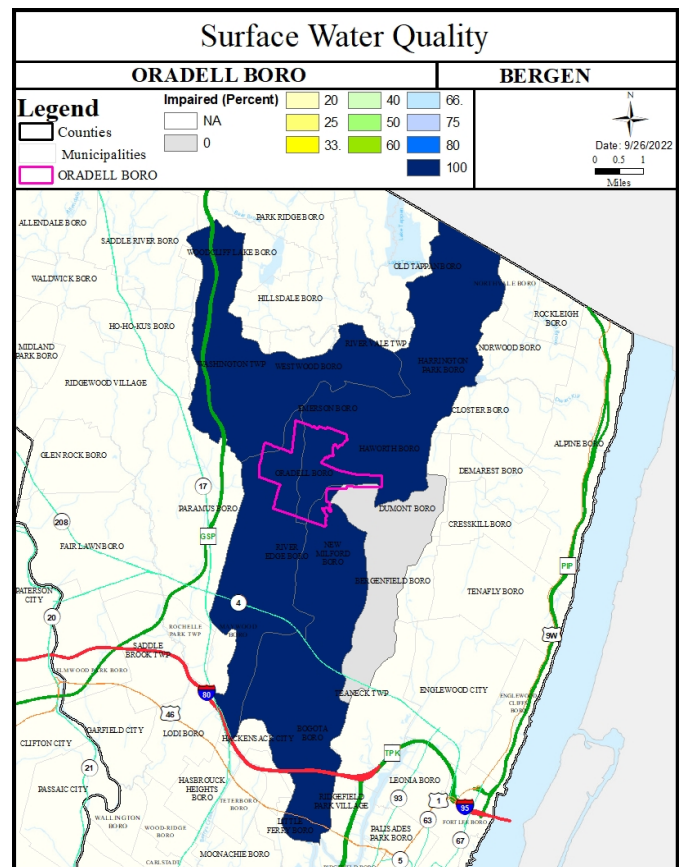 Surface Water Quality
ORADELL BORO
BERGEN
Legend
Counties
Municipalities
ORADELL BORO
Impaired (Percent)
NA
0
20
25
33.
40
50
60
66.
75
80
100
N
Date: 9/26/2022
0 0.5 1
Miles
PARK RIDGE BORO
ALLENDALE BORO
SADDLE RIVER BORO
WOODCLIFF LAKE BORO
Lake Tappan
OLD TAPPAN BORO
WALDWICK BORO
HILLSDALE BORO
ROCKLEIGH
BORO
HO-HO-KUS BORO
RIVER VALE TWP
NORWOOD BORO
MIDLAND
PARK BORO
WASHINGTON TWP
WESTWOOD BORO
HARRINGTON
PARK BORO
RIDGEWOOD VILLAGE
EMERSON BORO
CLOSTER BORO
ALPINE BORO
GLEN ROCK BORO
HAWORTH BORO
ORADELL BORO
DEMAREST BORO
17
PARAMUS BORO
DUMONT BORO
208
GSP
CRESSKILL BORO
FAIR LAWN BORO
RIVER
EDGE BORO
NEW
MILFORD
BORO
PIP
BERGENFIELD BORO
PATERSON
CITY
TENAFLY BORO
4
20
ROCHELLE
PARK TWP
9W
SADDLE
BROOK TWP
ELMWOOD PARK BORO
TEANECK TWP
ENGLEWOOD CITY
ENGLEWOOD
CLIFFS
BORO
80
46
LODI BORO
HACKENSACK CITY
BOGOTA
BORO
GARFIELD CITY
CLIFTON CITY
TPK
21
LEONIA BORO
PASSAIC CITY
HASBROUCK
HEIGHTS
BORO
TETERBORO
BORO
RIDGEFIELD
PARK VILLAGE
93
1
95
63
FORT LEE BORO
WALLINGTON
BORO
WOOD-RIDGE
BORO
LITTLE
FERRY BORO
PALISADES
PARK BORO
67
MOONACHIE BORO
5